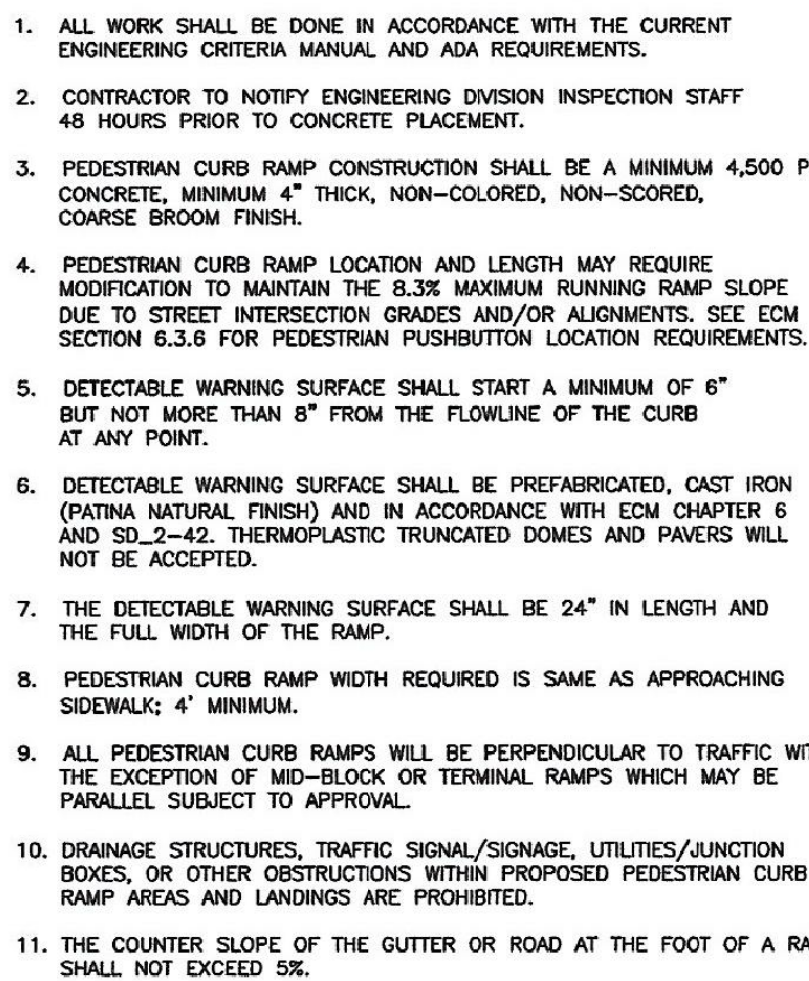 1. ALL WORK SHALL BE DONE IN ACCORDANCE WITH THE CURRENT
ENGINEERING CRITERIA MANUAL AND ADA REQUIREMENTS.
2. CONTRACTOR TO NOTIFY ENGINEERING DIVISION INSPECTION STAFF
48 HOURS PRIOR TO CONCRETE PLACEMENT.
3. PEDESTRIAN CURB RAMP CONSTRUCTION SHALL BE A MINIMUM 4,500 P
CONCRETE, MINIMUM 4" THICK, NON-COLORED, NON-SCORED,
COARSE BROOM FINISH.
4. PEDESTRIAN CURB RAMP LOCATION AND LENGTH MAY REQUIRE
MODIFICATION TO MAINTAIN THE 8.3% MAXIMUM RUNNING RAMP SLOPE
DUE TO STREET INTERSECTION GRADES AND/OR ALIGNMENTS. SEE ECM
SECTION 6.3.6 FOR PEDESTRIAN PUSHBUTTON LOCATION REQUIREMENTS.
5. DETECTABLE WARNING SURFACE SHALL START A MINIMUM OF 6"
BUT NOT MORE THAN 8" FROM THE FLOWLINE OF THE CURB
AT ANY POINT.
6. DETECTABLE WARNING SURFACE SHALL BE PREFABRICATED, CAST IRON
(PATINA NATURAL FINISH) AND IN ACCORDANCE WITH ECM CHAPTER 6
AND SD_2-42. THERMOPLASTIC TRUNCATED DOMES AND PAVERS WILL
NOT BE ACCEPTED.
7. THE DETECTABLE WARNING SURFACE SHALL BE 24" IN LENGTH AND
THE FULL WIDTH OF THE RAMP.
8. PEDESTRIAN CURB RAMP WIDTH REQUIRED IS SAME AS APPROACHING
SIDEWALK; 4' MINIMUM.
9. ALL PEDESTRIAN CURB RAMPS WILL BE PERPENDICULAR TO TRAFFIC WI
THE EXCEPTION OF MID-BLOCK OR TERMINAL RAMPS WHICH MAY BE
PARALLEL SUBJECT TO APPROVAL.
10. DRAINAGE STRUCTURES, TRAFFIC SIGNAL/SIGNAGE, UTILITIES/JUNCTION
BOXES, OR OTHER OBSTRUCTIONS WITHIN PROPOSED PEDESTRIAN CURB
RAMP AREAS AND LANDINGS ARE PROHIBITED.
11. THE COUNTER SLOPE OF THE GUTTER OR ROAD AT THE FOOT OF A RA
SHALL NOT EXCEED 5%.